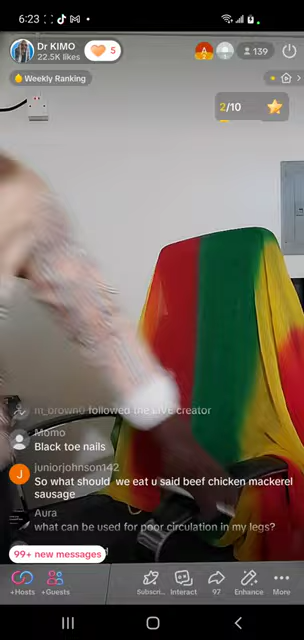 6:23
Dr KIMO
22.5K likes
5
A
139
Weekly Ranking
2/10
m_brown0 followed the LIVE creator
Momo
Black toe nails
J
juniorjohnson142
So what should we eat u said beef chicken mackerel
sausage
Aura
what can be used for poor circulation in my legs?
99+ new messages
+Hosts
+Guests
Subscri...
Interact
97
Enhance
More